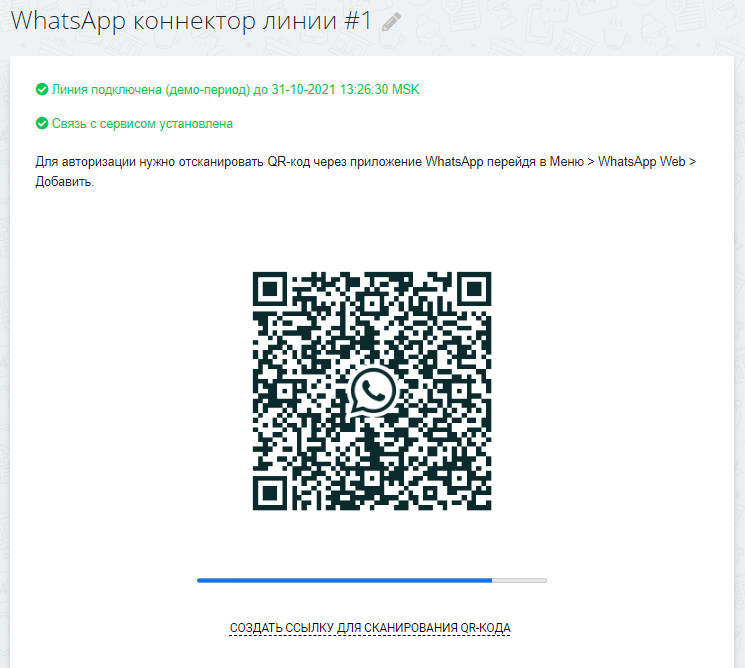 WhatsApp коннектор линии #1
Линия подключена (демо-период) до 31-10-2021 13:26:30 MSK
Связь с сервисом установлена
Для авторизации нужно отсканировать QR-код через приложение WhatsApp перейдя в Меню > WhatsApp Web >
Добавить.
СОЗДАТЬ ССЫЛКУ ДЛЯ СКАНИРОВАНИЯ QR-КОДА